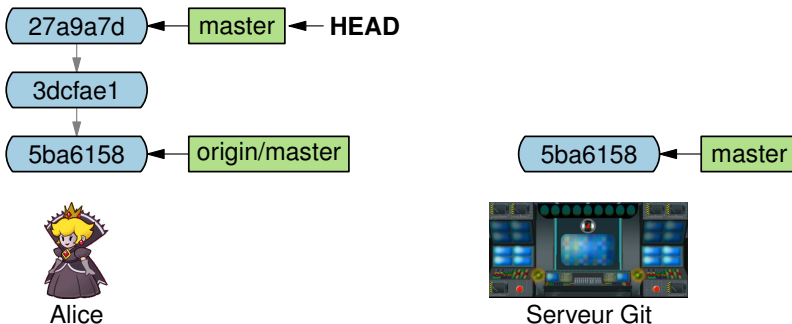 27a9a7d master HEAD
3dcfae1
5ba6158 origin/master
5ba6158 master
Alice
Serveur Git